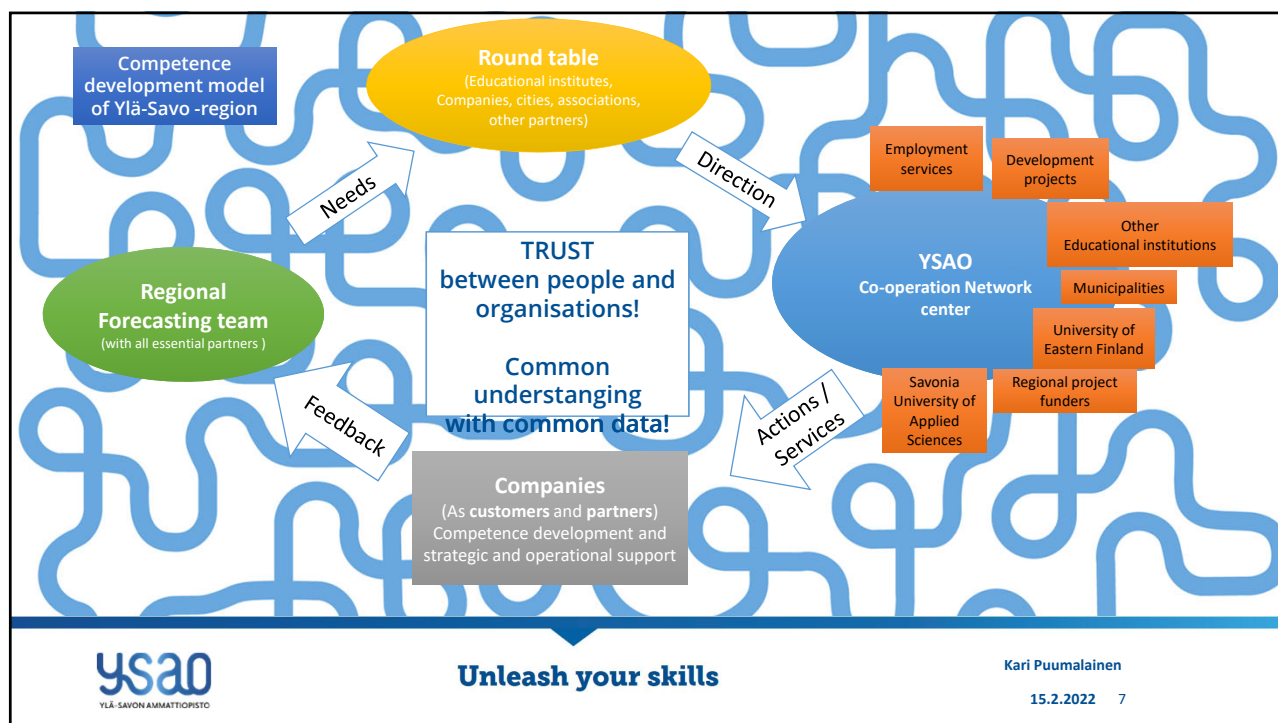 Competence
development model
of Ylä-Savo -region
Round table
(Educational institutes,
Companies, cities, associations,
other partners)
Needs
Direction
Employment
services
Development
projects
Other
Educational institutions
Municipalities
University of
Eastern Finland
Regional project
funders
Savonia
University of
Applied
Sciences
YSAO
Co-operation Network
center
Regional
Forecasting team
(with all essential partners )
TRUST
between people and
organisations!
Common
understanging
with common data!
Feedback
Actions /
Services
Companies
(As customers and partners)
Competence development and
strategic and operational support
ysao
YLÄ-SAVON AMMATTIOPISTO
Unleash your skills
Kari Puumalainen
15.2.2022 7